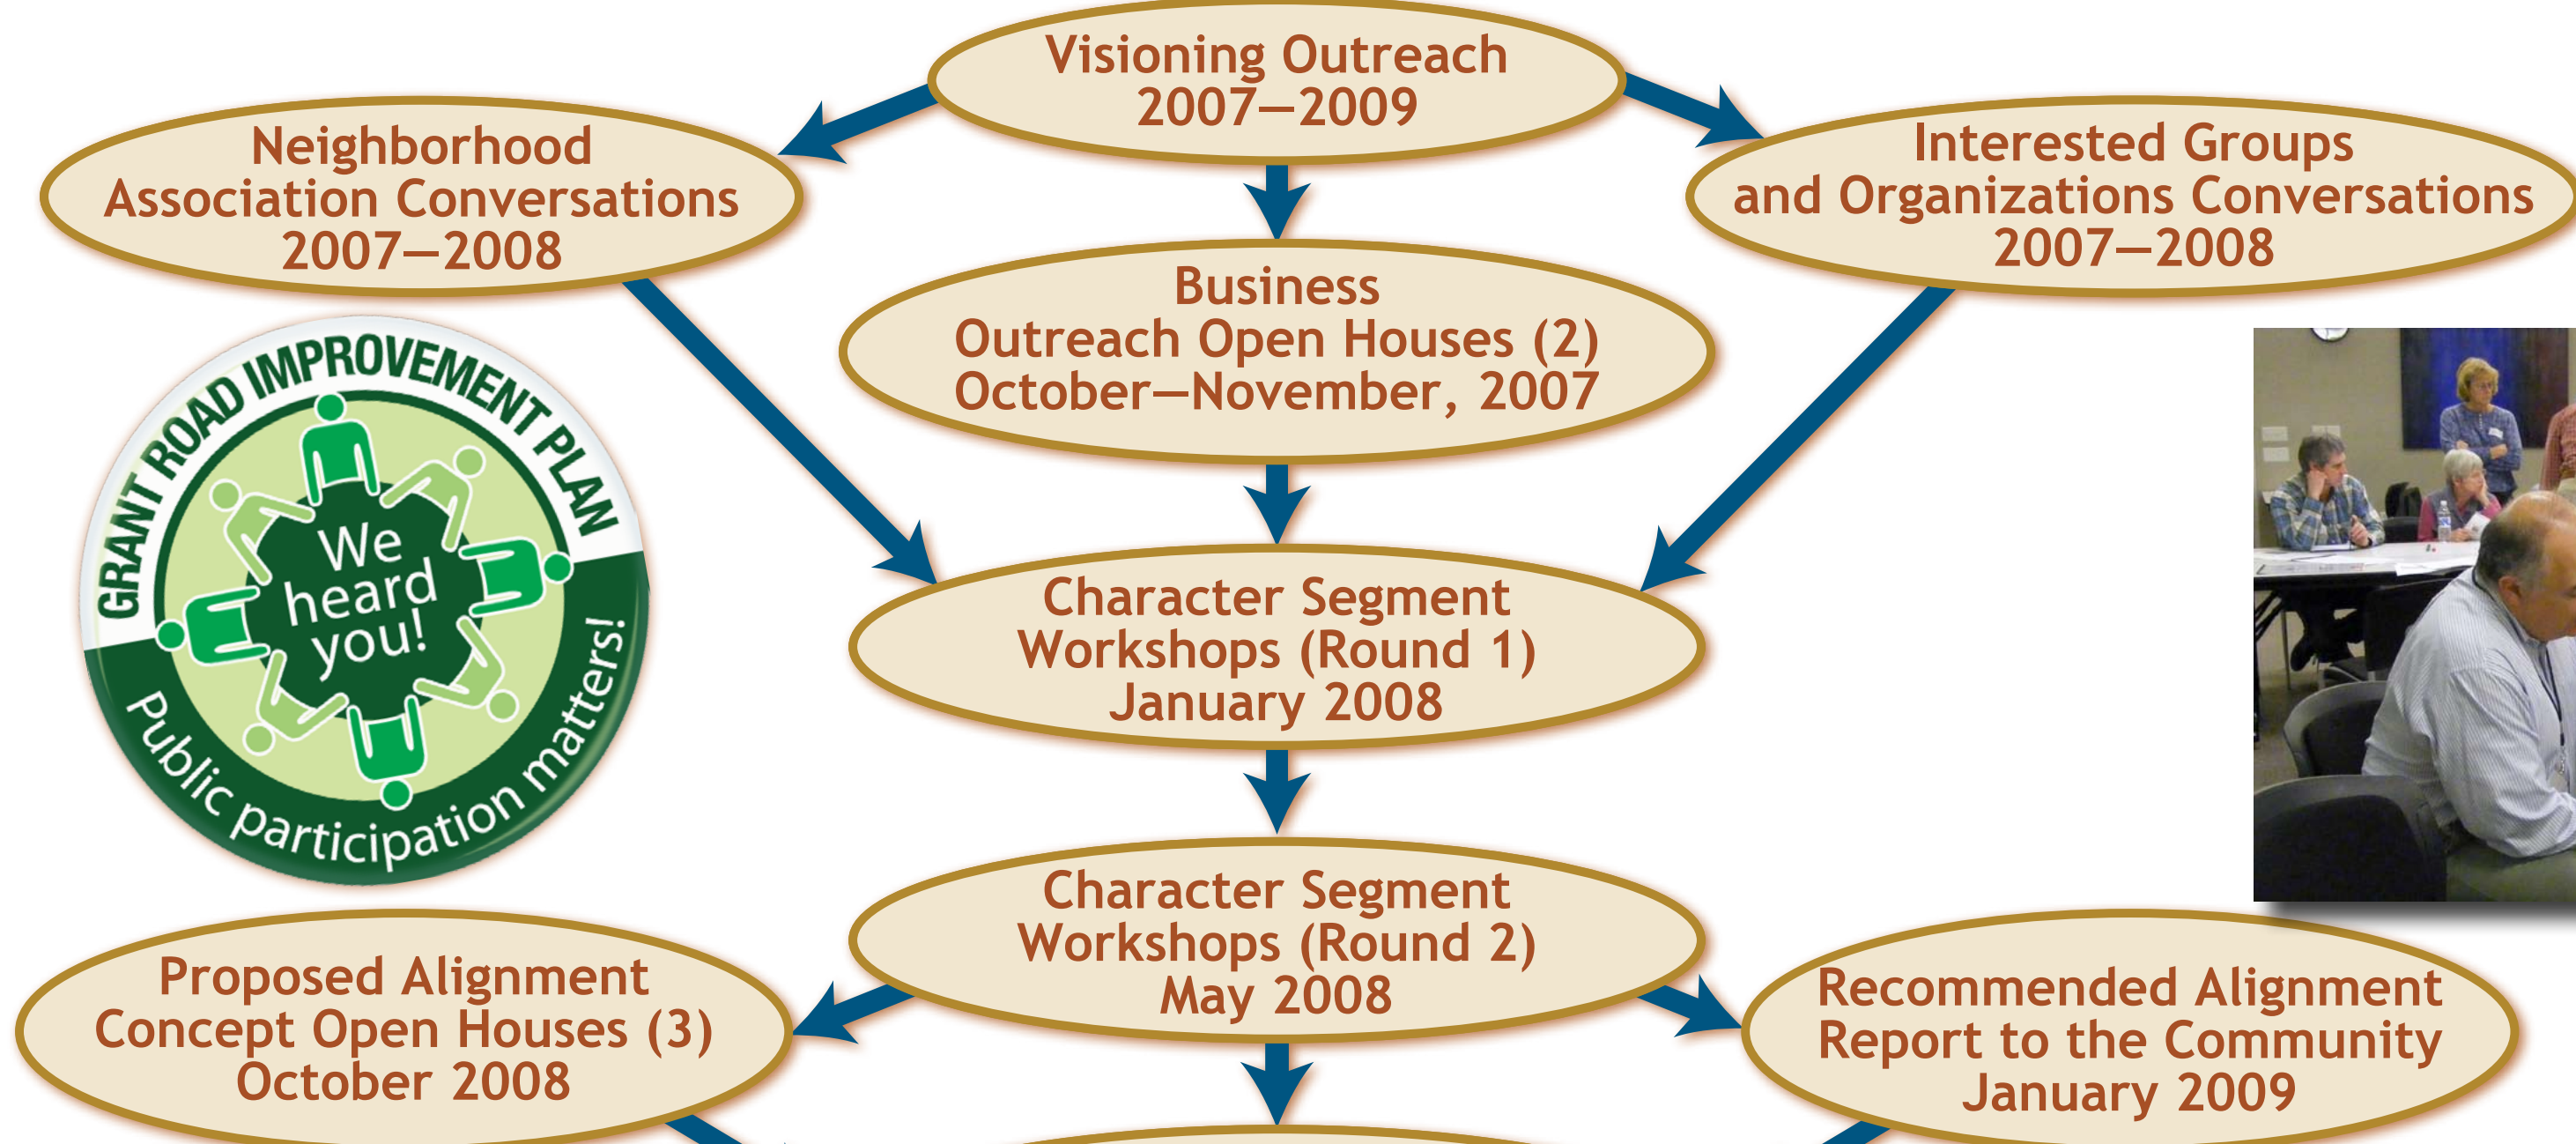 Visioning Outreach
2007—2009
Neighborhood
Association Conversations
2007—2008
Interested Groups
and Organizations Conversations
2007—2008
Business
Outreach Open Houses (2)
October—November, 2007
GRANT ROAD IMPROVEMENT PLAN
We
heard
you!
Public participation matters!
Character Segment
Workshops (Round 1)
January 2008
Character Segment
Workshops (Round 2)
May 2008
Proposed Alignment
Concept Open Houses (3)
October 2008
Recommended Alignment
Report to the Community
January 2009